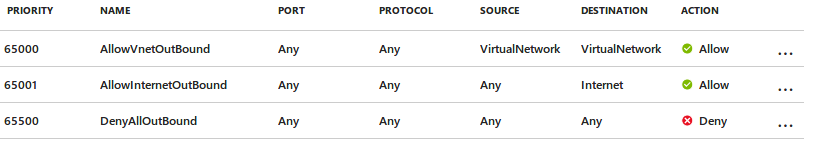 PRIORITY NAME PORT PROTOCOL SOURCE DESTINATION ACTION
65000 AllowVnetOutBound Any Any VirtualNetwork VirtualNetwork Allow ...
65001 AllowInternetOutBound Any Any Any Internet Allow ...
65500 DenyAllOutBound Any Any Any Any Deny ...